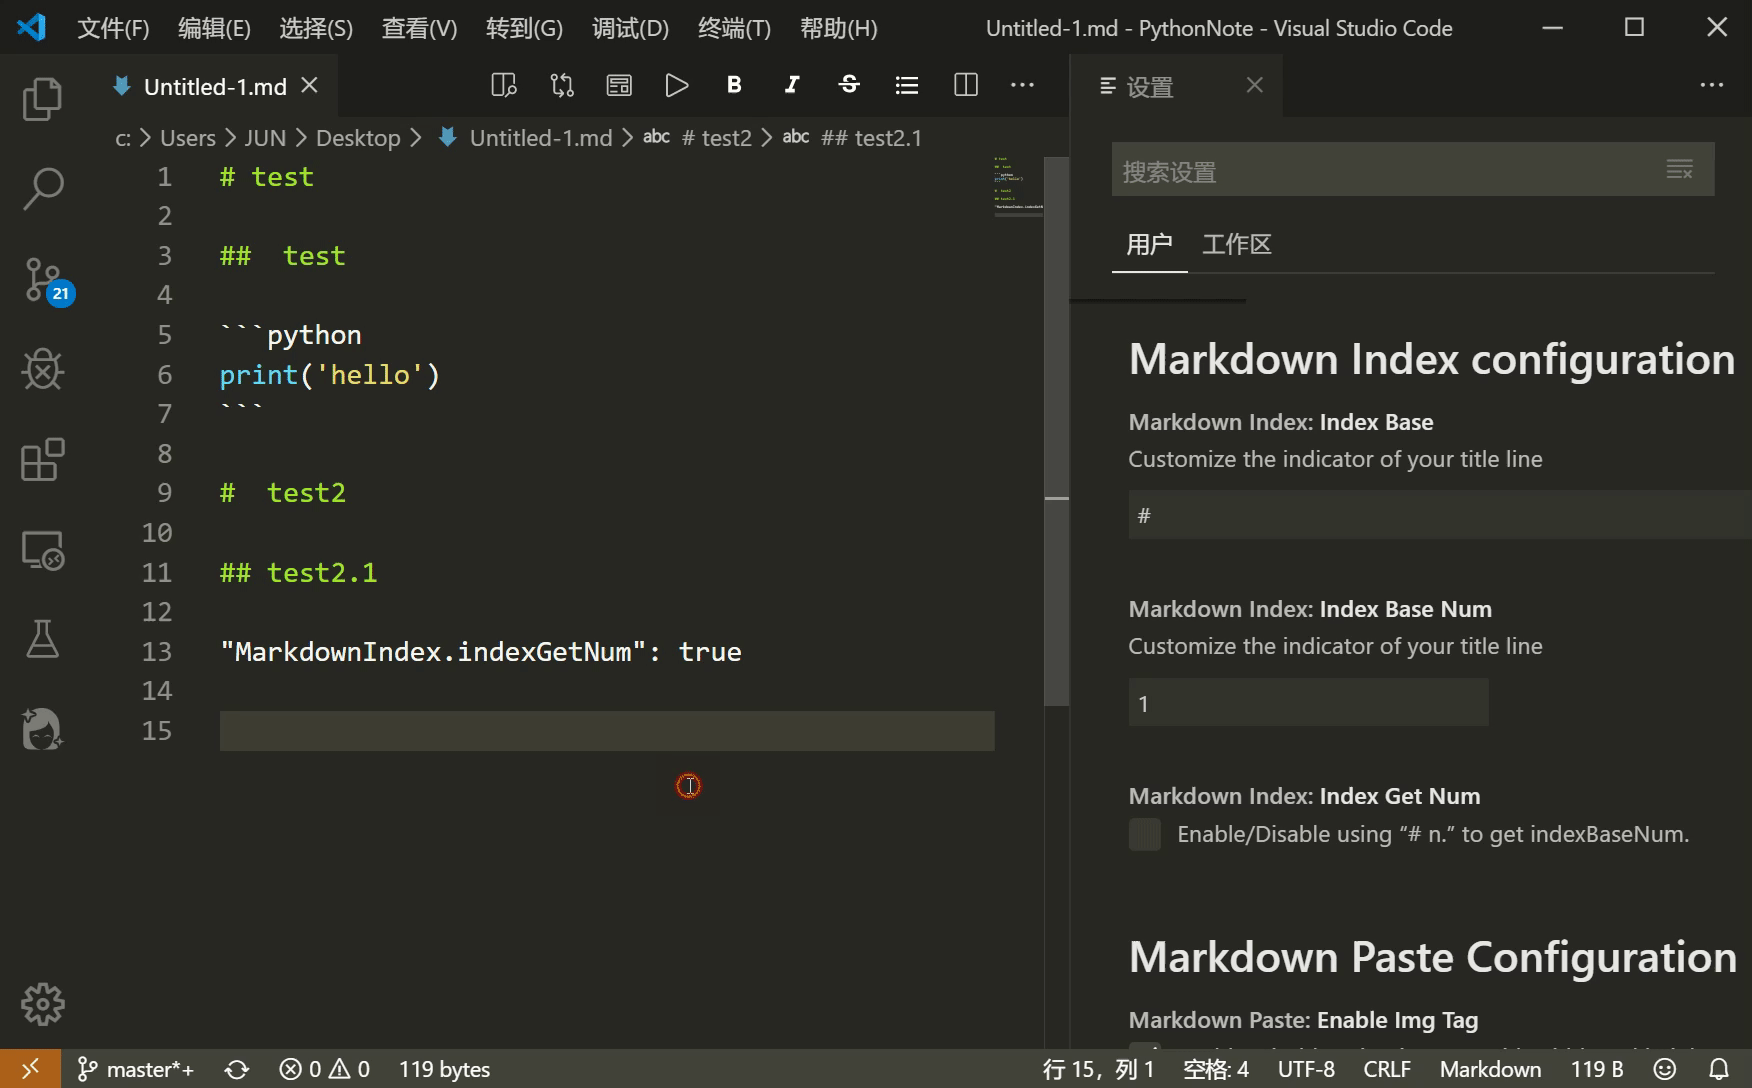 文件(F) 编辑(E) 选择(S) 查看(V) 转到(G) 调试(D) 终端(T) 帮助(H) Untitled-1.md - PythonNote - Visual Studio Code
Untitled-1.md
c: > Users > JUN > Desktop > Untitled-1.md > abc # test2 > abc ## test2.1
1 # test
2
3 ##  test
4
5 ```python
6 print('hello')
7 ```
8
9 #  test2
10
11 ## test2.1
12
13 "MarkdownIndex.indexGetNum": true
14
15
21
设置
搜索设置
用户 工作区
Markdown Index configuration
Markdown Index: Index Base
Customize the indicator of your title line
#
Markdown Index: Index Base Num
Customize the indicator of your title line
1
Markdown Index: Index Get Num
Enable/Disable using “# n.” to get indexBaseNum.
Markdown Paste Configuration
Markdown Paste: Enable Img Tag
master*+ 0 0 119 bytes 行 15，列 1 空格: 4 UTF-8 CRLF Markdown 119 B